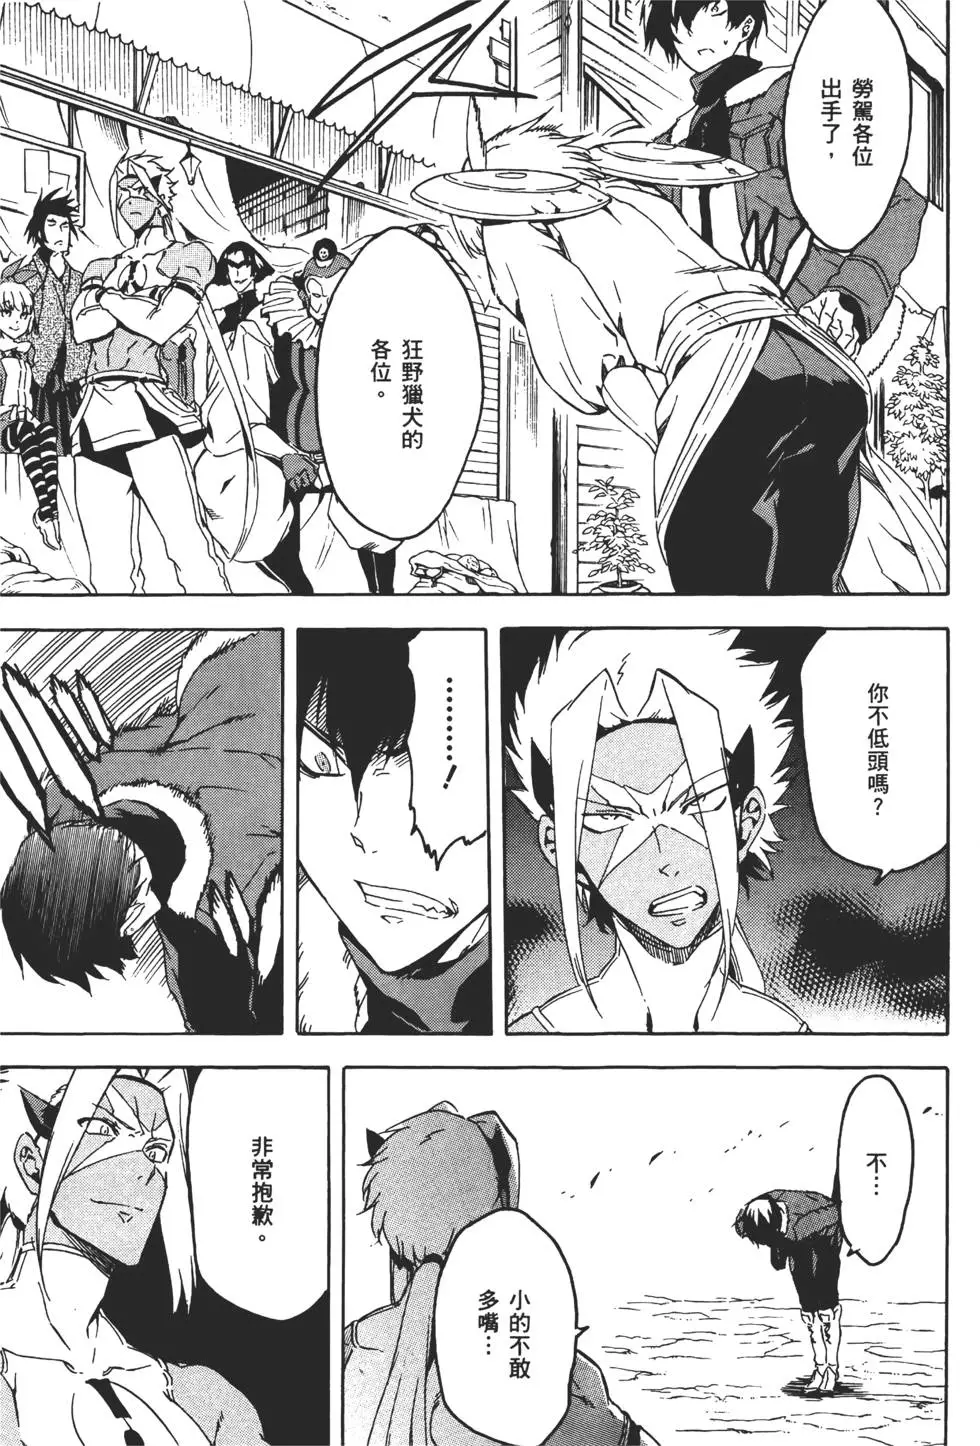 勞駕各位
出手了，
狂野獵犬的
各位。
你不低頭嗎？
………！
不…
小的不敢
多嘴…
非常抱歉。